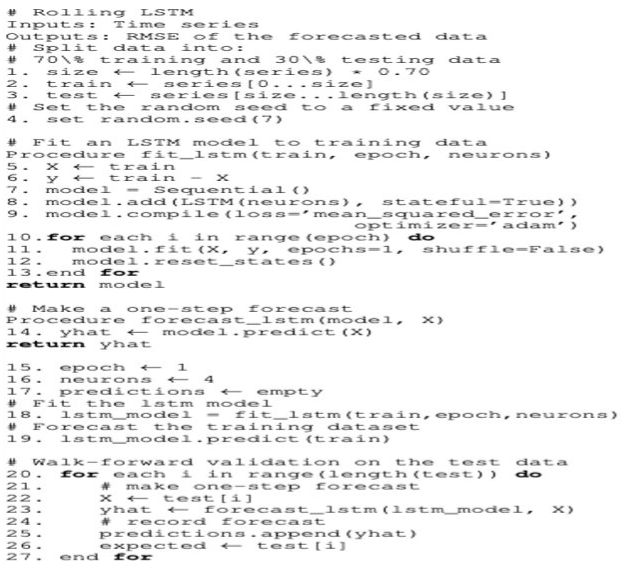 # Rolling LSTM
Inputs: Time series
Outputs: RMSE of the forecasted data
# Split data into:
# 70\% training and 30\% testing data
1. size ← length(series) * 0.70
2. train ← series[0...size]
3. test ← series[size...length(size)]
# Set the random seed to a fixed value
4. set random.seed(7)
# Fit an LSTM model to training data
Procedure fit_lstm(train, epoch, neurons)
5. X ← train
6. y ← train - X
7. model = Sequential()
8. model.add(LSTM(neurons), stateful=True))
9. model.compile(loss='mean_squared_error',
optimizer='adam')
10.for each i in range(epoch) do
11. model.fit(X, y, epochs=1, shuffle=False)
12. model.reset_states()
13.end for
return model
# Make a one-step forecast
Procedure forecast_lstm(model, X)
14. yhat ← model.predict(X)
return yhat
15. epoch ← 1
16. neurons ← 4
17. predictions ← empty
# Fit the lstm model
18. lstm_model = fit_lstm(train,epoch,neurons)
# Forecast the training dataset
19. lstm_model.predict(train)
# Walk-forward validation on the test data
20. for each i in range(length(test)) do
21. # make one-step forecast
22. X ← test[i]
23. yhat ← forecast_lstm(lstm_model, X)
24. # record forecast
25. predictions.append(yhat)
26. expected ← test[i]
27. end for